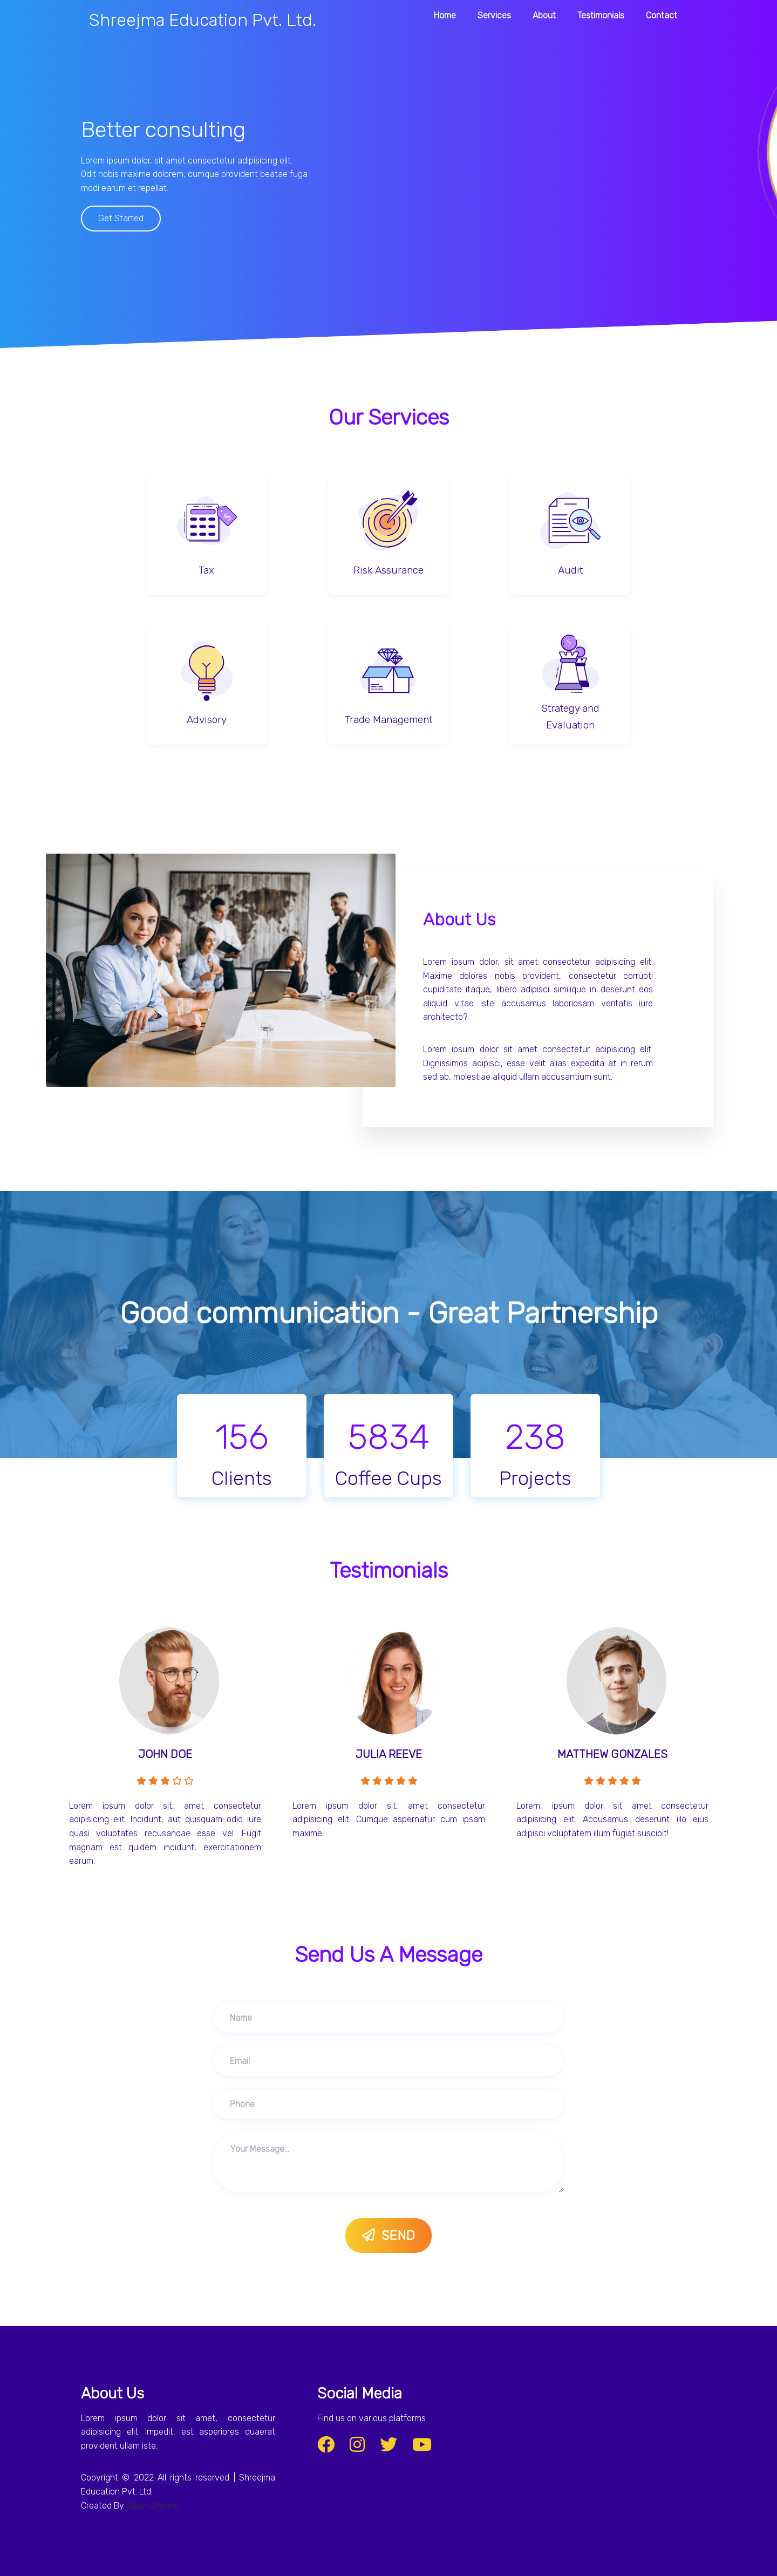 Shreejma Education Pvt. Ltd.
Home Services About Testimonials Contact
Better consulting
Lorem ipsum dolor, sit amet consectetur adipisicing elit.
Odit nobis maxime dolorem, cumque provident beatae fuga
modi earum et repellat.
Get Started
Our Services
Tax
Risk Assurance
Audit
Advisory
Trade Management
Strategy and
Evaluation
About Us
Lorem ipsum dolor, sit amet consectetur adipisicing elit.
Maxime dolores nobis provident, consectetur corrupti
cupiditate itaque, libero adipisci similique in deserunt eos
aliquid vitae iste accusamus laboriosam veritatis iure
architecto?
Lorem ipsum dolor sit amet consectetur adipisicing elit.
Dignissimos adipisci, esse velit alias expedita at in rerum
sed ab, molestiae aliquid ullam accusantium sunt.
Good communication - Great Partnership
156
Clients
5834
Coffee Cups
238
Projects
Testimonials
JOHN DOE
Lorem ipsum dolor sit, amet consectetur
adipisicing elit. Incidunt, aut quisquam odio iure
quasi voluptates recusandae esse vel. Fugit
magnam est quidem incidunt, exercitationem
earum.
JULIA REEVE
Lorem ipsum dolor sit, amet consectetur
adipisicing elit. Cumque aspernatur cum ipsam
maxime.
MATTHEW GONZALES
Lorem, ipsum dolor sit amet consectetur
adipisicing elit. Accusamus deserunt illo eius
adipisci voluptatem illum fugiat suscipit!
Send Us A Message
Name
Email
Phone
Your Message...
SEND
About Us
Lorem ipsum dolor sit amet, consectetur
adipisicing elit. Impedit, est asperiores quaerat
provident ullam iste.
Copyright © 2022 All rights reserved | Shreejma
Education Pvt. Ltd.
Created By
Social Media
Find us on various platforms